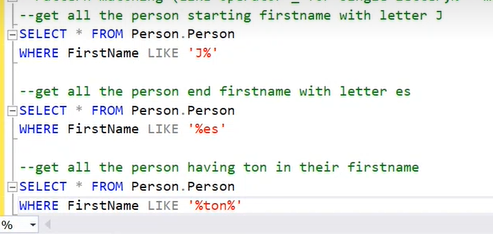 --get all the person starting firstname with letter J
SELECT * FROM Person.Person
WHERE FirstName LIKE 'J%'
--get all the person end firstname with letter es
SELECT * FROM Person.Person
WHERE FirstName LIKE '%es'
--get all the person having ton in their firstname
SELECT * FROM Person.Person
WHERE FirstName LIKE '%ton%'
%